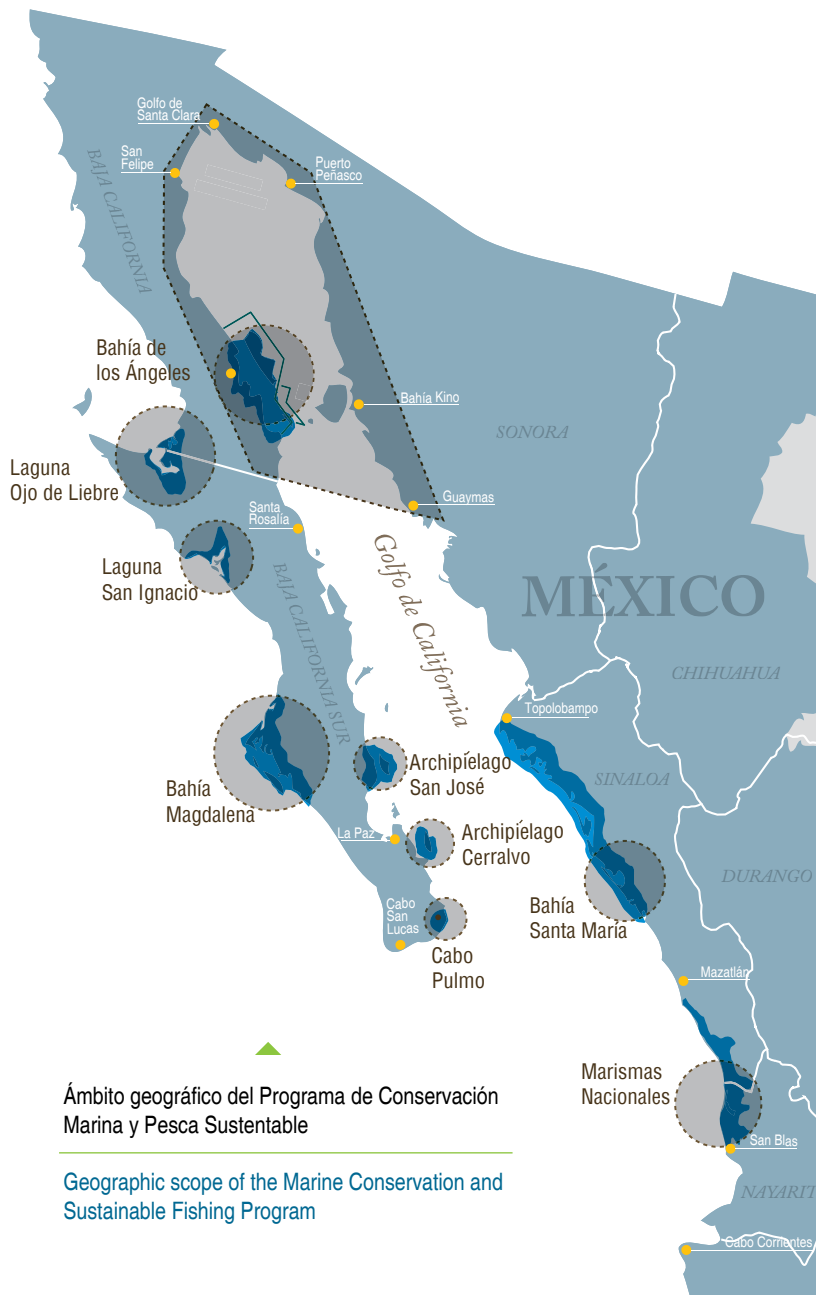 Golfo de
Santa Clara
San
Felipe
Puerto
Peñasco
BAJA CALIFORNIA
Bahía de
los Ángeles
Bahía Kino
SONORA
Laguna
Ojo de Liebre
Guaymas
Santa
Rosalía
Golfo de California
Laguna
San Ignacio
BAJA CALIFORNIA SUR
MÉXICO
CHIHUAHUA
Topolobampo
Archipiélago
San José
SINALOA
Bahía
Magdalena
La Paz
Archipiélago
Cerralvo
DURANGO
Cabo
San
Lucas
Bahía
Santa María
Cabo
Pulmo
Mazatlán
Marismas
Nacionales
Ámbito geográfico del Programa de Conservación
Marina y Pesca Sustentable
San Blas
Geographic scope of the Marine Conservation and
Sustainable Fishing Program
NAYARIT
Cabo Corrientes